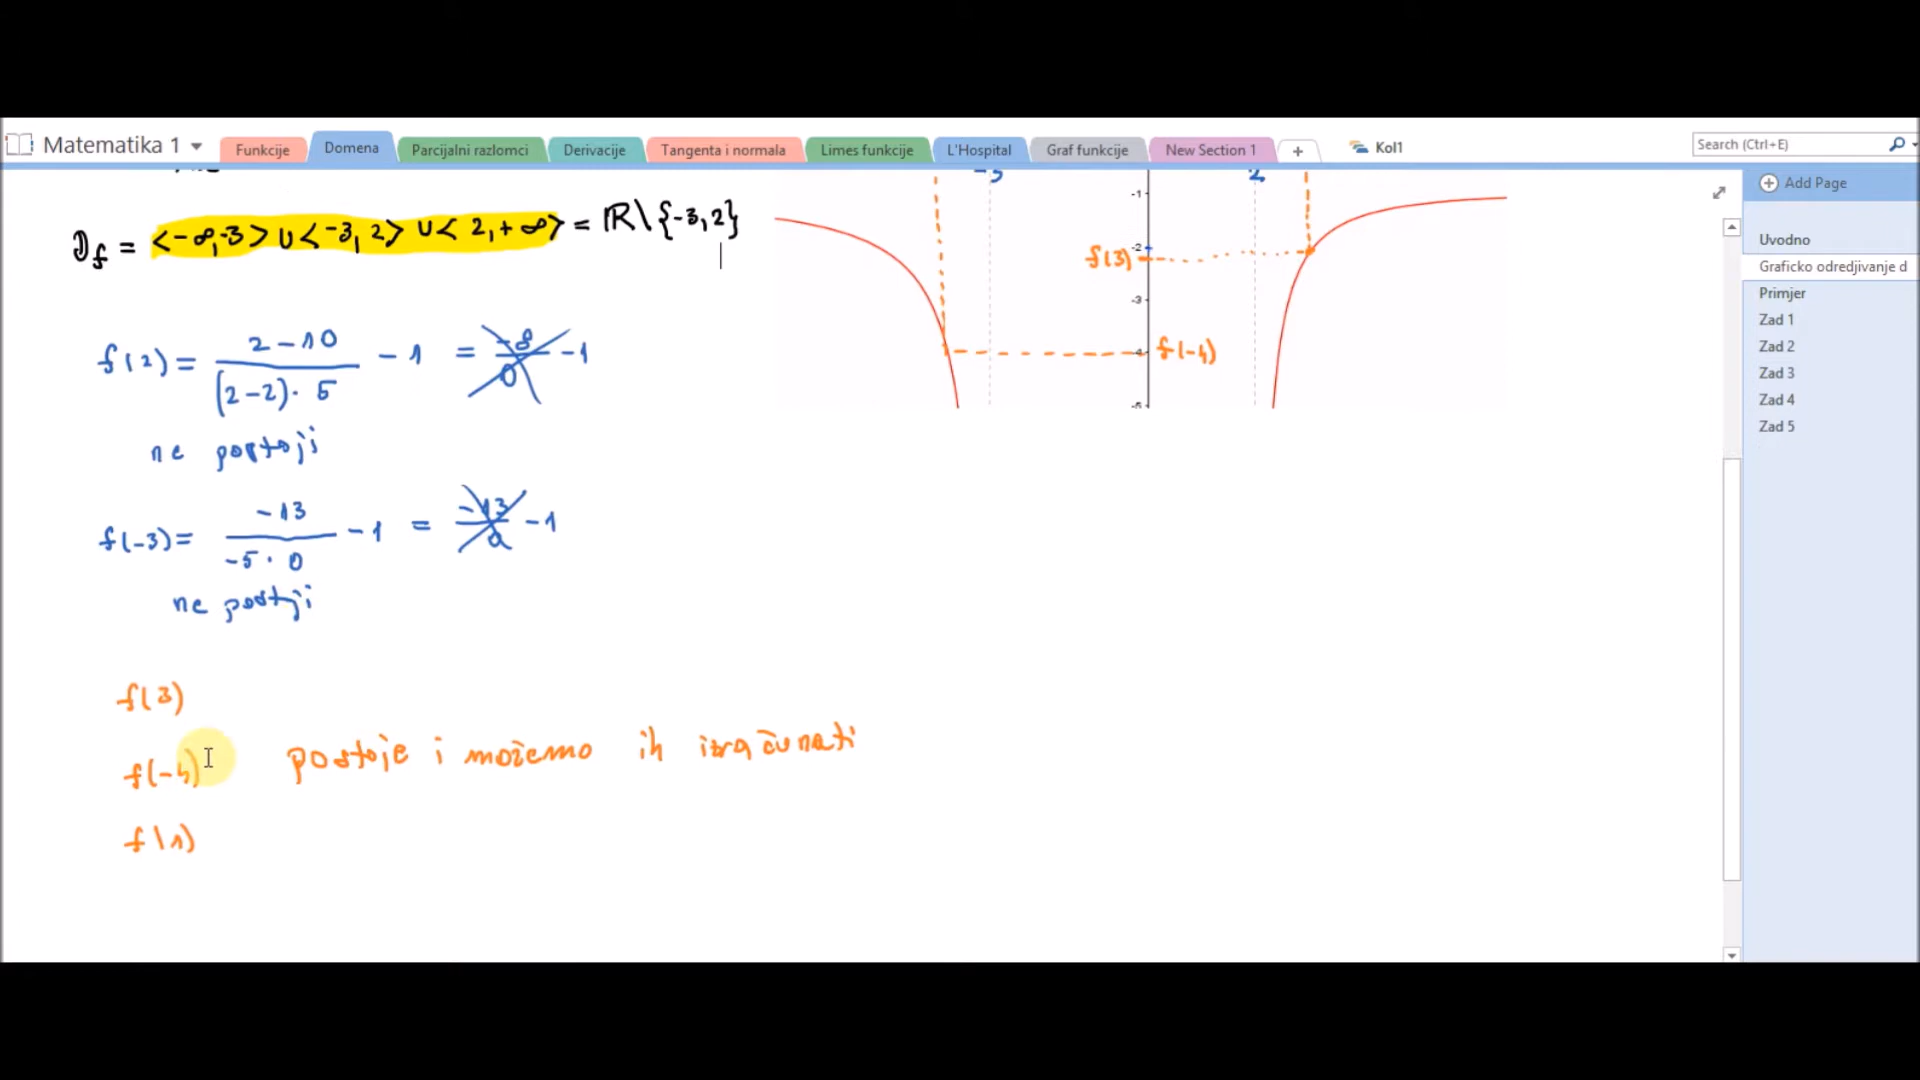 Matematika 1
Funkcije
Domena
Parcijalni razlomci
Derivacije
Tangenta i normala
Limes funkcije
L'Hospital
Graf funkcije
New Section 1
Kol1
Search (Ctrl+E)
Add Page
Uvodno
Graficko odredjivanje d
Primjer
Zad 1
Zad 2
Zad 3
Zad 4
Zad 5
-3 2
-1
-2
f(3)
-3
-4 f(-4)
-5
Df = <-∞,-3> ∪ <-3, 2> ∪ < 2, +∞> = ℝ\{-3,2}
f(2) = 2-10 / (2-2)·5 - 1 = -8/0 - 1
ne postoji
f(-3) = -13 / -5·0 - 1 = -13/0 - 1
ne postoji
f(3)
f(-4) postoje i možemo ih izračunati
f(1)